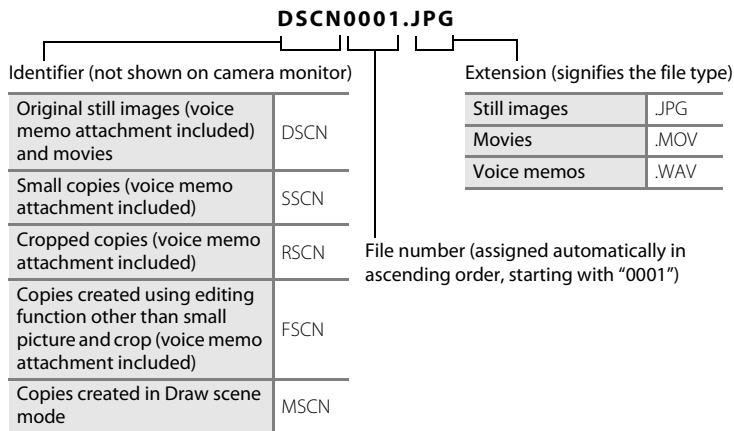 DSCN0001.JPG
Identifier (not shown on camera monitor)
Original still images (voice
memo attachment included)
and movies
DSCN
Small copies (voice memo
attachment included)
SSCN
Cropped copies (voice memo
attachment included)
RSCN
Copies created using editing
function other than small
picture and crop (voice memo
attachment included)
FSCN
Copies created in Draw scene
mode
MSCN
Extension (signifies the file type)
Still images
.JPG
Movies
.MOV
Voice memos
.WAV
File number (assigned automatically in
ascending order, starting with “0001”)